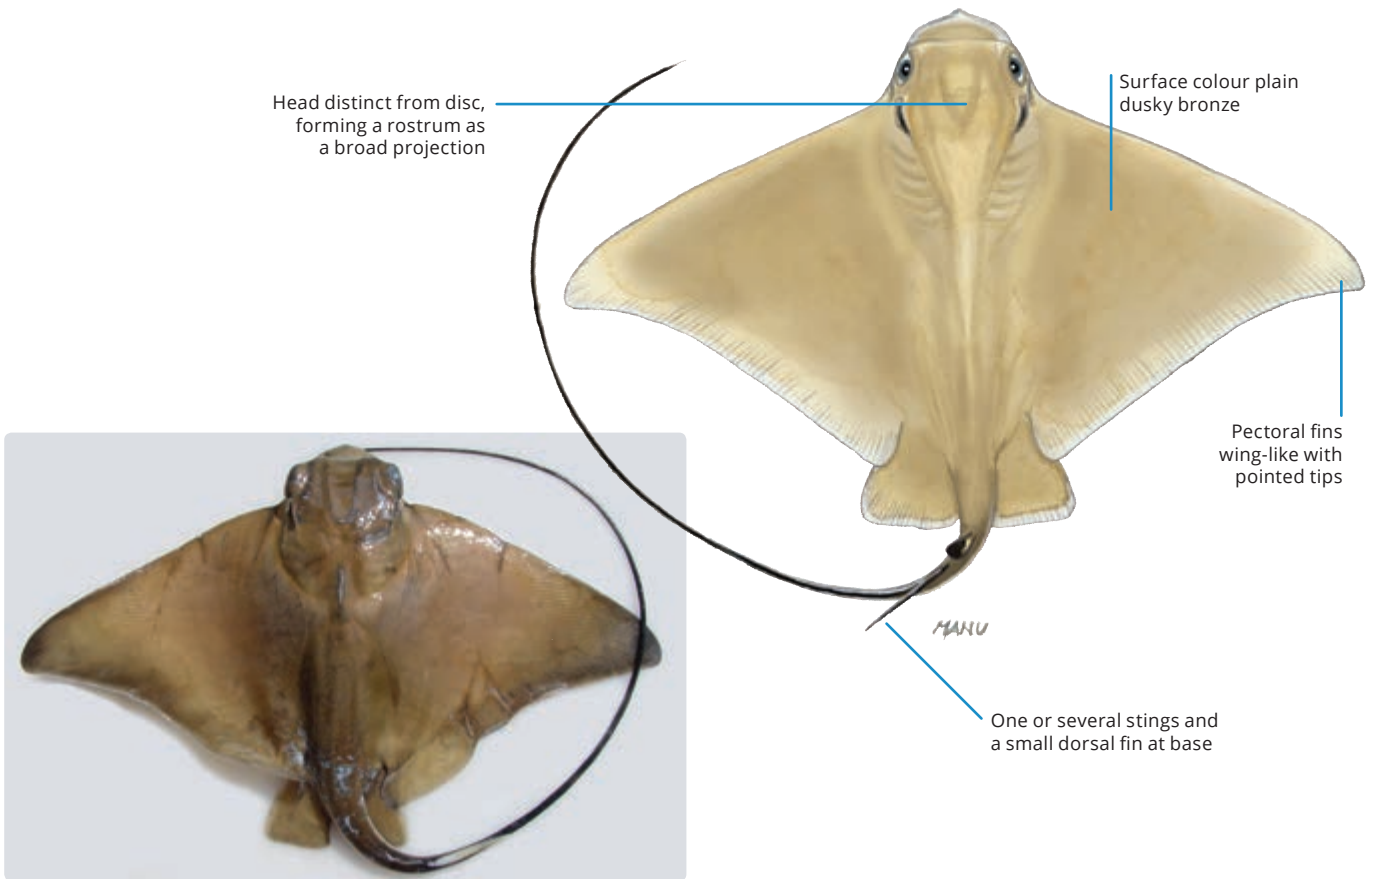 Head distinct from disc,
forming a rostrum as
a broad projection
Surface colour plain
dusky bronze
Pectoral fins
wing-like with
pointed tips
MANU
One or several stings and
a small dorsal fin at base